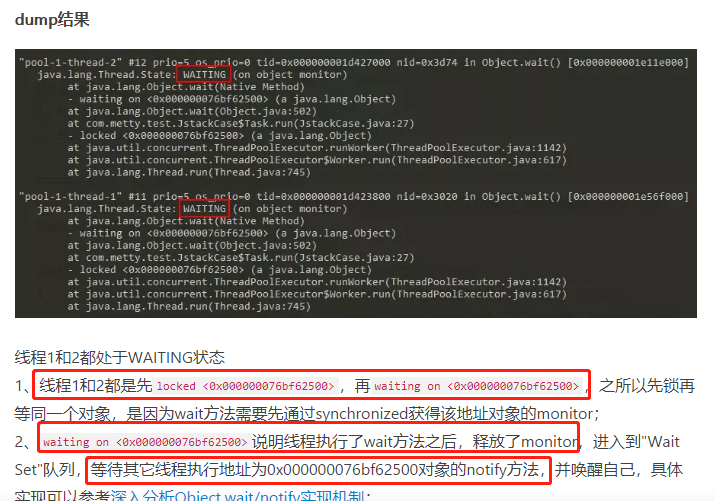 dump结果
"pool-1-thread-2" #12 prio=5 os_prio=0 tid=0x000000001d427000 nid=0x3d74 in Object.wait() [0x000000001e11e000]
java.lang.Thread.State: WAITING (on object monitor)
at java.lang.Object.wait(Native Method)
- waiting on <0x000000076bf62500> (a java.lang.Object)
at java.lang.Object.wait(Object.java:502)
at com.metty.test.JstackCase$Task.run(JstackCase.java:27)
- locked <0x000000076bf62500> (a java.lang.Object)
at java.util.concurrent.ThreadPoolExecutor.runWorker(ThreadPoolExecutor.java:1142)
at java.util.concurrent.ThreadPoolExecutor$Worker.run(ThreadPoolExecutor.java:617)
at java.lang.Thread.run(Thread.java:745)
"pool-1-thread-1" #11 prio=5 os_prio=0 tid=0x000000001d423800 nid=0x3020 in Object.wait() [0x000000001e56f000]
java.lang.Thread.State: WAITING (on object monitor)
at java.lang.Object.wait(Native Method)
- waiting on <0x000000076bf62500> (a java.lang.Object)
at java.lang.Object.wait(Object.java:502)
at com.metty.test.JstackCase$Task.run(JstackCase.java:27)
- locked <0x000000076bf62500> (a java.lang.Object)
at java.util.concurrent.ThreadPoolExecutor.runWorker(ThreadPoolExecutor.java:1142)
at java.util.concurrent.ThreadPoolExecutor$Worker.run(ThreadPoolExecutor.java:617)
at java.lang.Thread.run(Thread.java:745)
线程1和2都处于WAITING状态
1、线程1和2都是先 locked <0x000000076bf62500> ，再 waiting on <0x000000076bf62500> ，之所以先锁再
等同一个对象，是因为wait方法需要先通过synchronized获得该地址对象的monitor；
2、 waiting on <0x000000076bf62500> 说明线程执行了wait方法之后，释放了monitor，进入到"Wait
Set"队列，等待其它线程执行地址为0x000000076bf62500对象的notify方法，并唤醒自己，具体
实现可以参考深入分析Object.wait/notify实现机制；